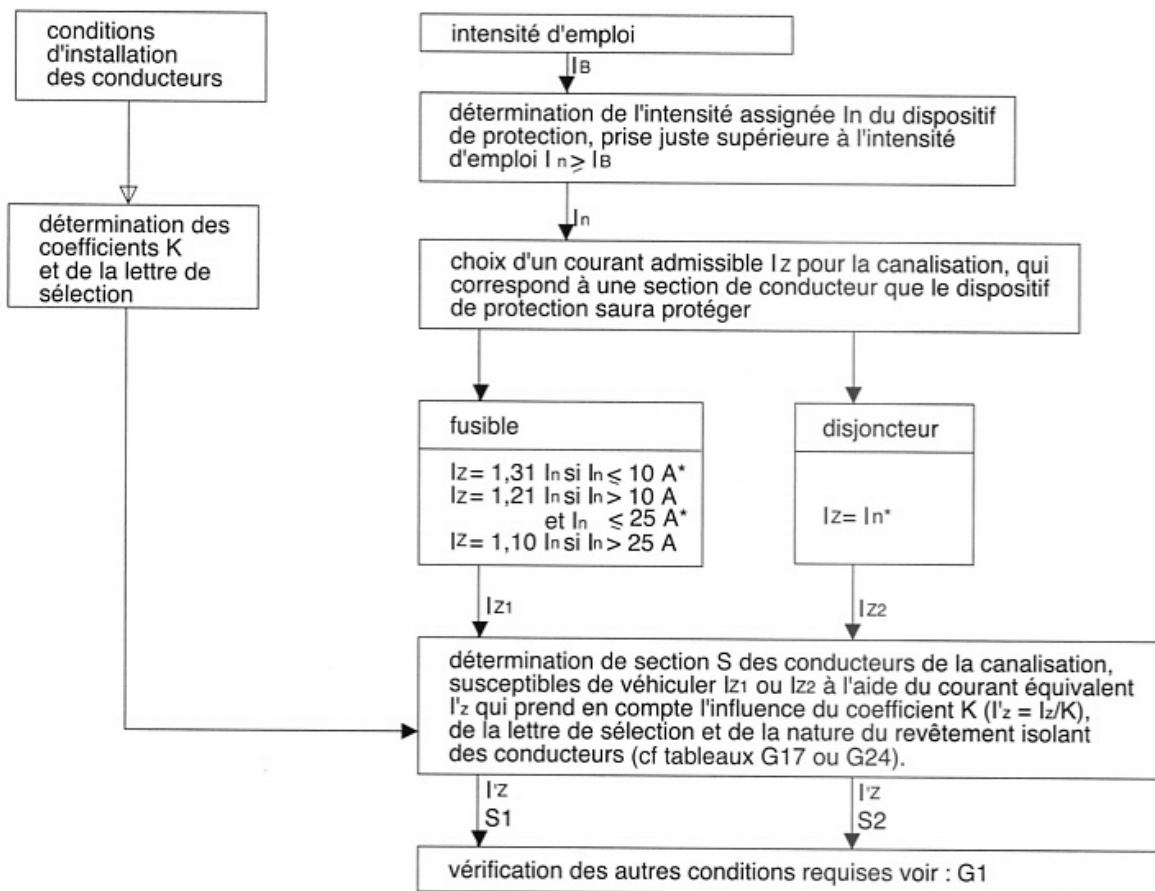 conditions
d'installation
des conducteurs
détermination des
coefficients K
et de la lettre de
sélection
intensité d'emploi
IB
détermination de l'intensité assignée In du dispositif
de protection, prise juste supérieure à l'intensité
d'emploi In ⩾ IB
In
choix d'un courant admissible Iz pour la canalisation, qui
correspond à une section de conducteur que le dispositif
de protection saura protéger
fusible
IZ= 1,31 In si In ⩽ 10 A*
IZ= 1,21 In si In > 10 A
et In ⩽ 25 A*
IZ= 1,10 In si In > 25 A
disjoncteur
IZ= In*
IZ1
IZ2
détermination de section S des conducteurs de la canalisation,
susceptibles de véhiculer IZ1 ou IZ2 à l'aide du courant équivalent
I'z qui prend en compte l'influence du coefficient K (I'z = Iz/K),
de la lettre de sélection et de la nature du revêtement isolant
des conducteurs (cf tableaux G17 ou G24).
I'Z
S1
I'Z
S2
vérification des autres conditions requises voir : G1